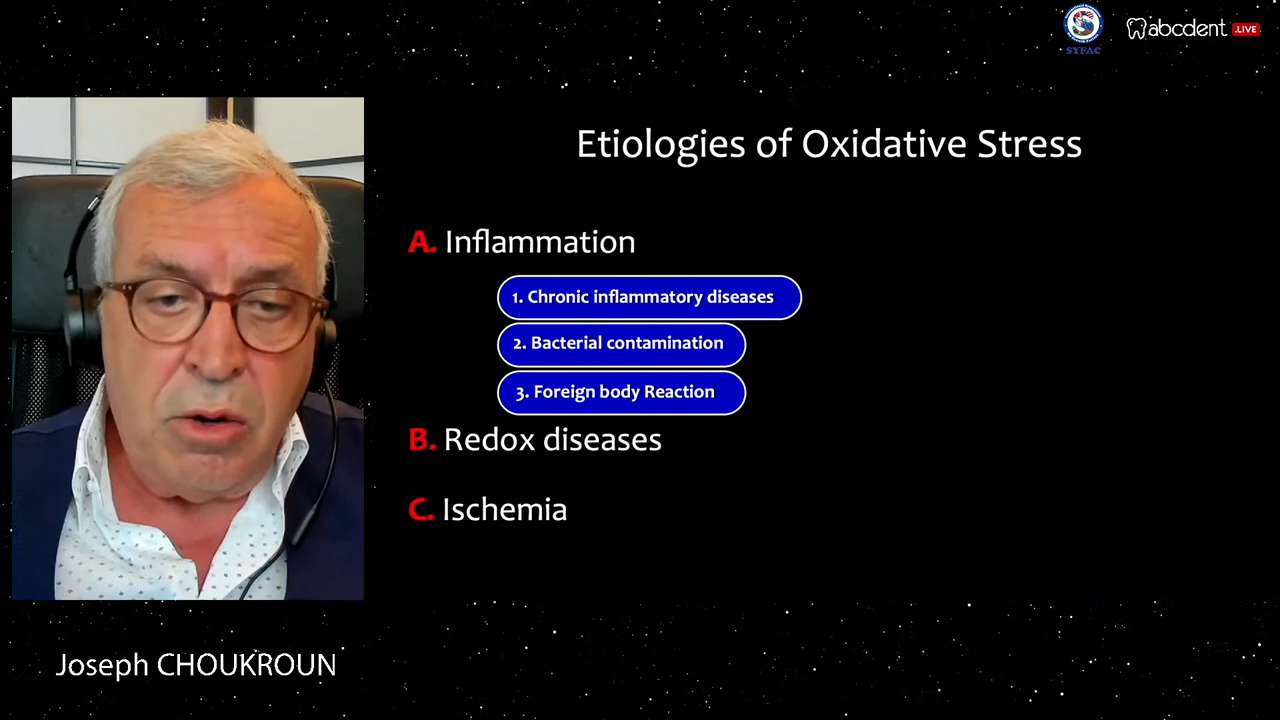 SYFAC
abcdent .LIVE
Etiologies of Oxidative Stress
A. Inflammation
1. Chronic inflammatory diseases
2. Bacterial contamination
3. Foreign body Reaction
B. Redox diseases
C. Ischemia
Joseph CHOUKROUN